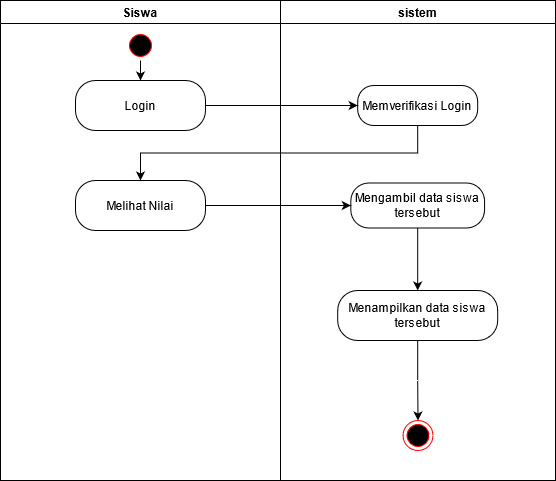 Siswa
sistem
Login
Memverifikasi Login
Melihat Nilai
Mengambil data siswa
tersebut
Menampilkan data siswa
tersebut